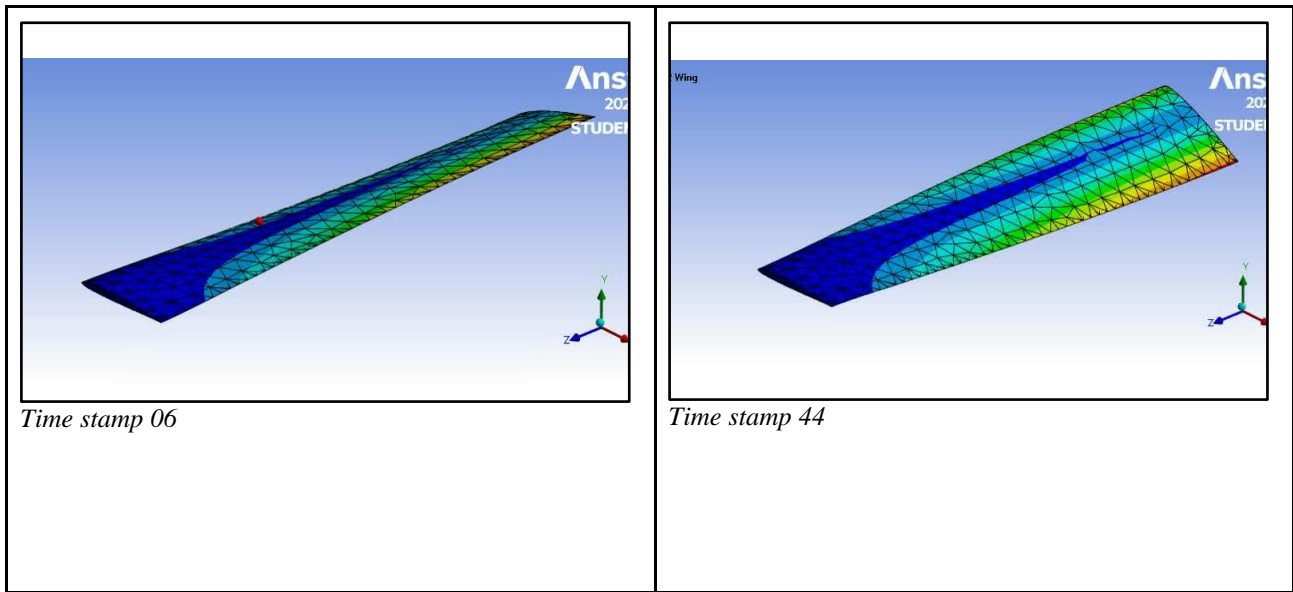 Ans
202
STUDEN
Y
Z
Wing
Ans
202
STUDEN
Y
Z
Time stamp 06
Time stamp 44